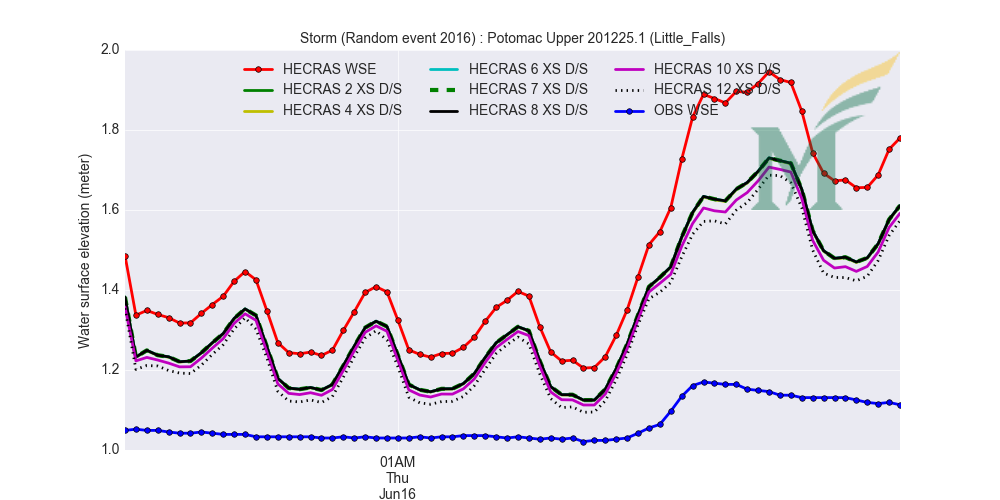 Storm (Random event 2016) : Potomac Upper 201225.1 (Little_Falls)
2.0
1.8
1.6
1.4
1.2
1.0
Water surface elevation (meter)
HECRAS WSE
HECRAS 2 XS D/S
HECRAS 4 XS D/S
HECRAS 6 XS D/S
HECRAS 7 XS D/S
HECRAS 8 XS D/S
HECRAS 10 XS D/S
HECRAS 12 XS D/S
OBS WSE
M
01AM
Thu
Jun16